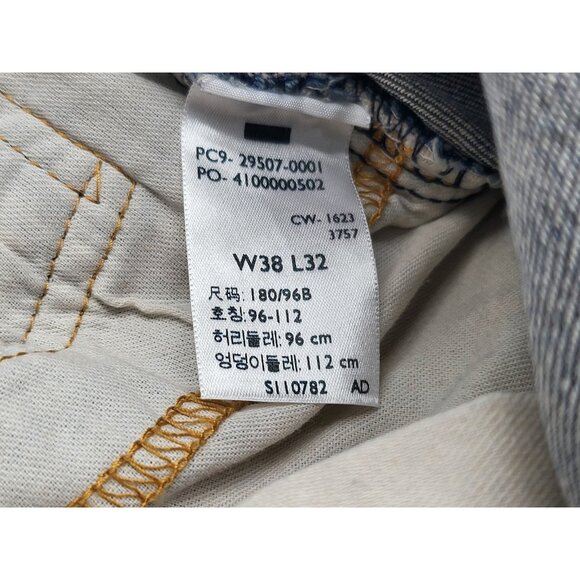 PC9- 29507-0001
PO- 4100000502
CW- 1623
3757
W38 L32
尺码: 180/96B
호칭: 96-112
허리둘레: 96 cm
엉덩이둘레: 112 cm
S110782 AD